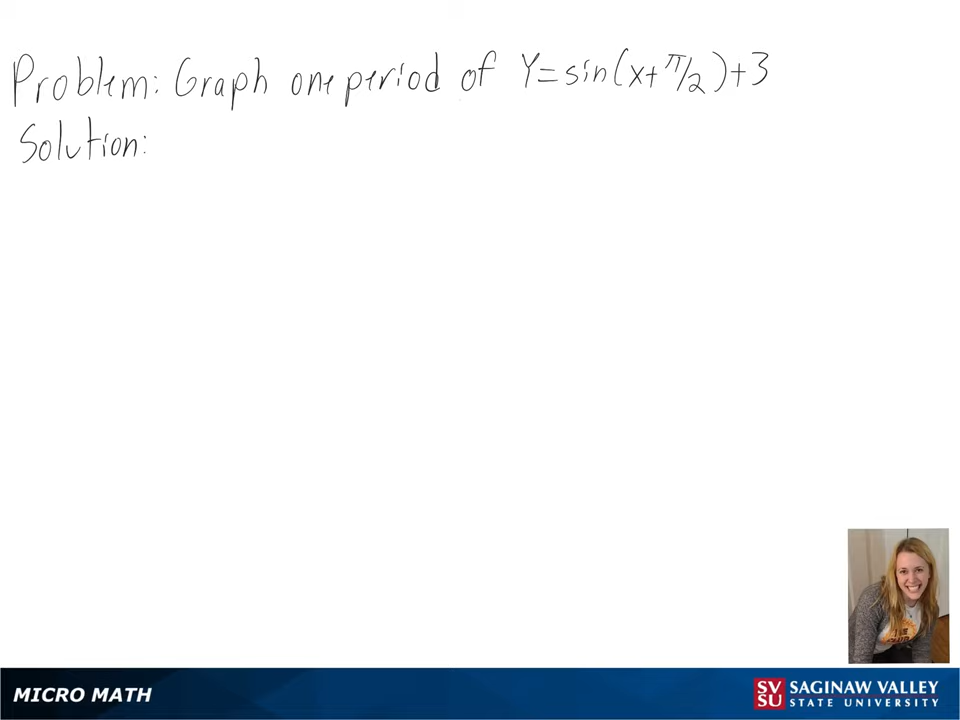 Problem: Graph one period of Y=sin(x+π/2)+3
Solution:
MICRO MATH
SV SU SAGINAW VALLEY
STATE UNIVERSITY